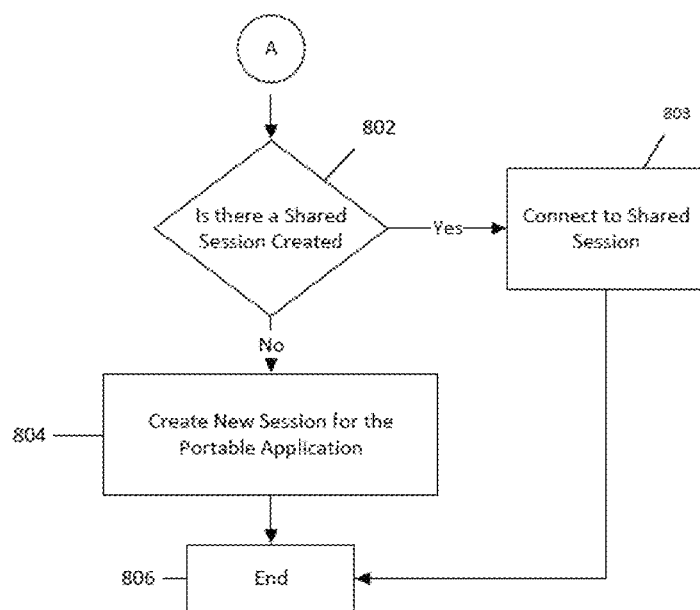 A
802
803
Is there a Shared
Session Created
Yes
Connect to Shared
Session
No
804
Create New Session for the
Portable Application
806
End